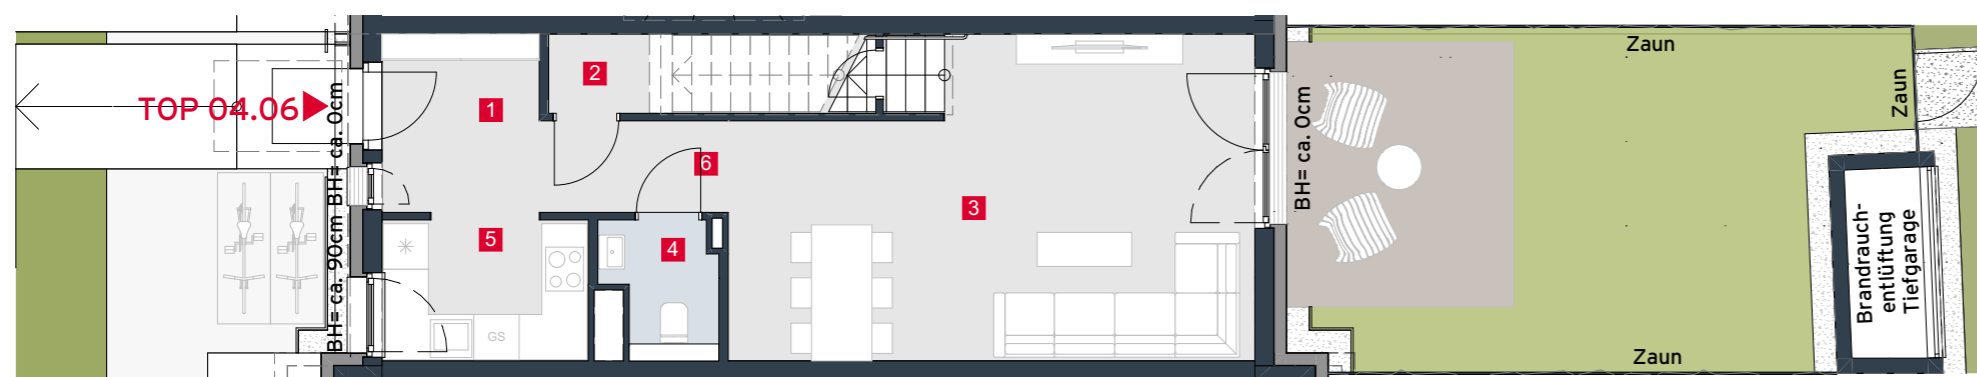 TOP 04.06
BH= ca. 0cm
BH= ca. 90cm
1
2
3
4
5
6
GS
BH= ca. 0cm
Zaun
Zaun
Zaun
Brandrauch-
entlüftung
Tiefgarage